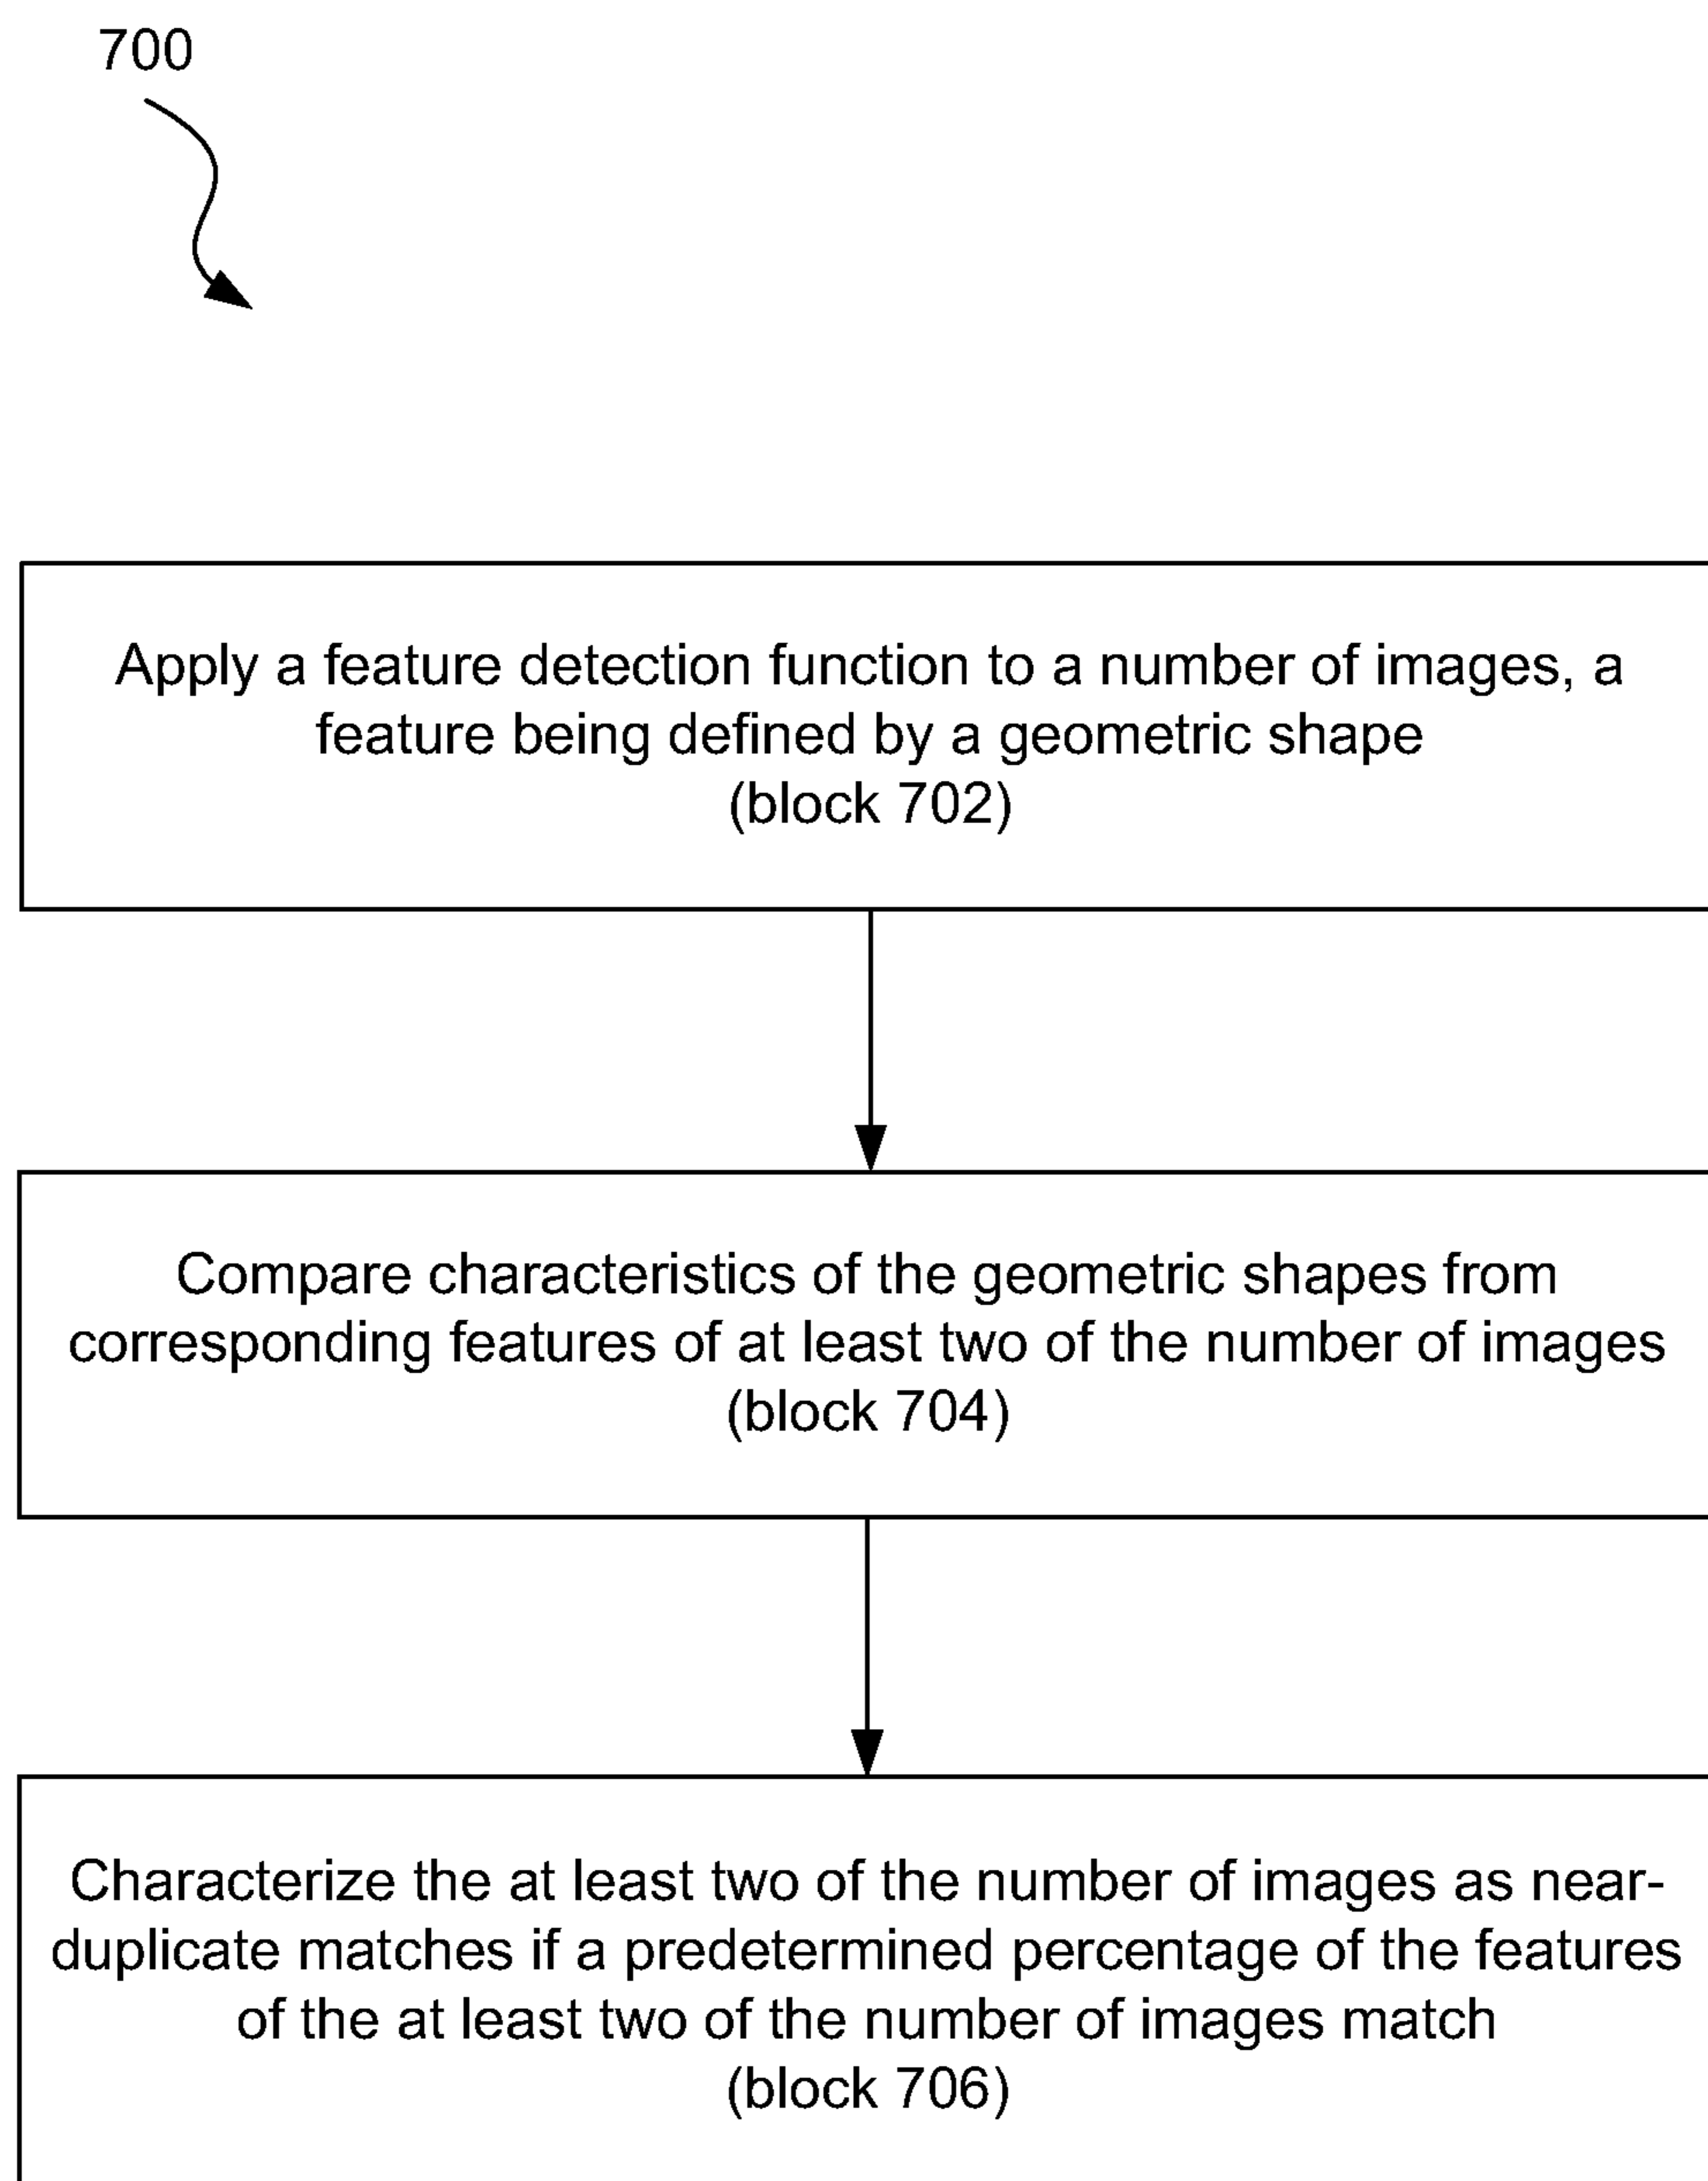 700
Apply a feature detection function to a number of images, a
feature being defined by a geometric shape
(block 702)
Compare characteristics of the geometric shapes from
corresponding features of at least two of the number of images
(block 704)
Characterize the at least two of the number of images as near-
duplicate matches if a predetermined percentage of the features
of the at least two of the number of images match
(block 706)